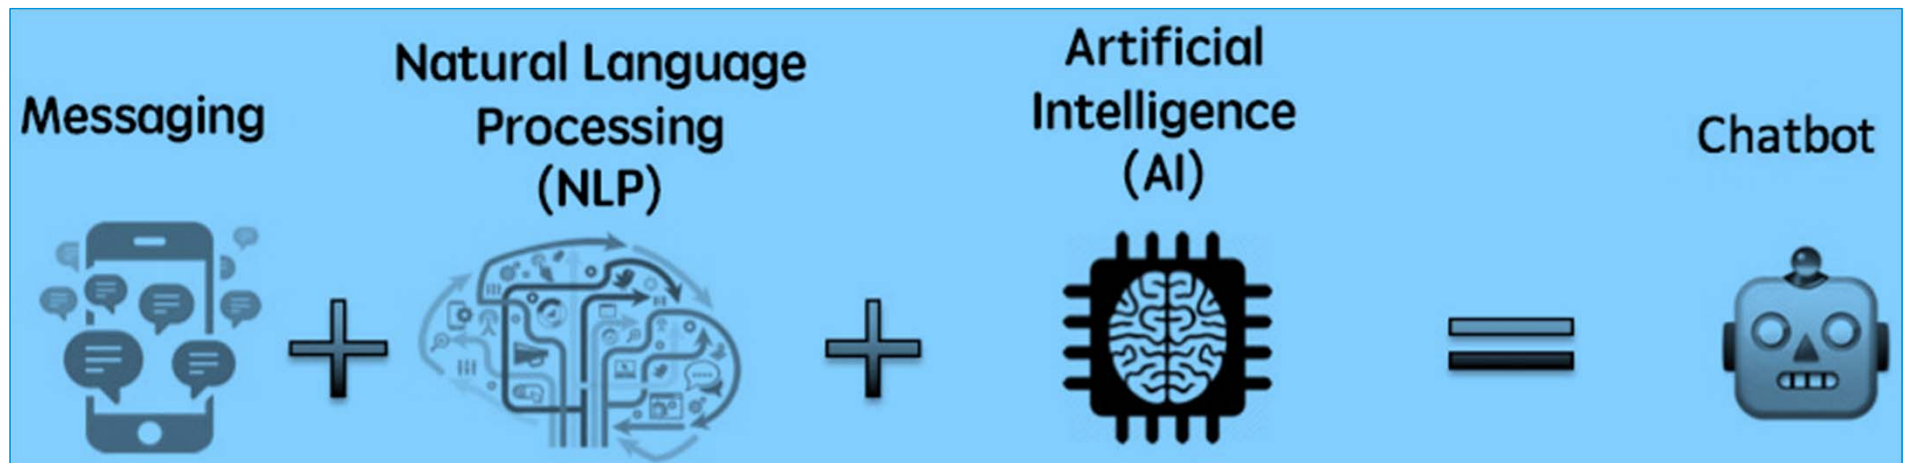 Messaging
Natural Language
Processing
(NLP)
Artificial
Intelligence
(AI)
Chatbot